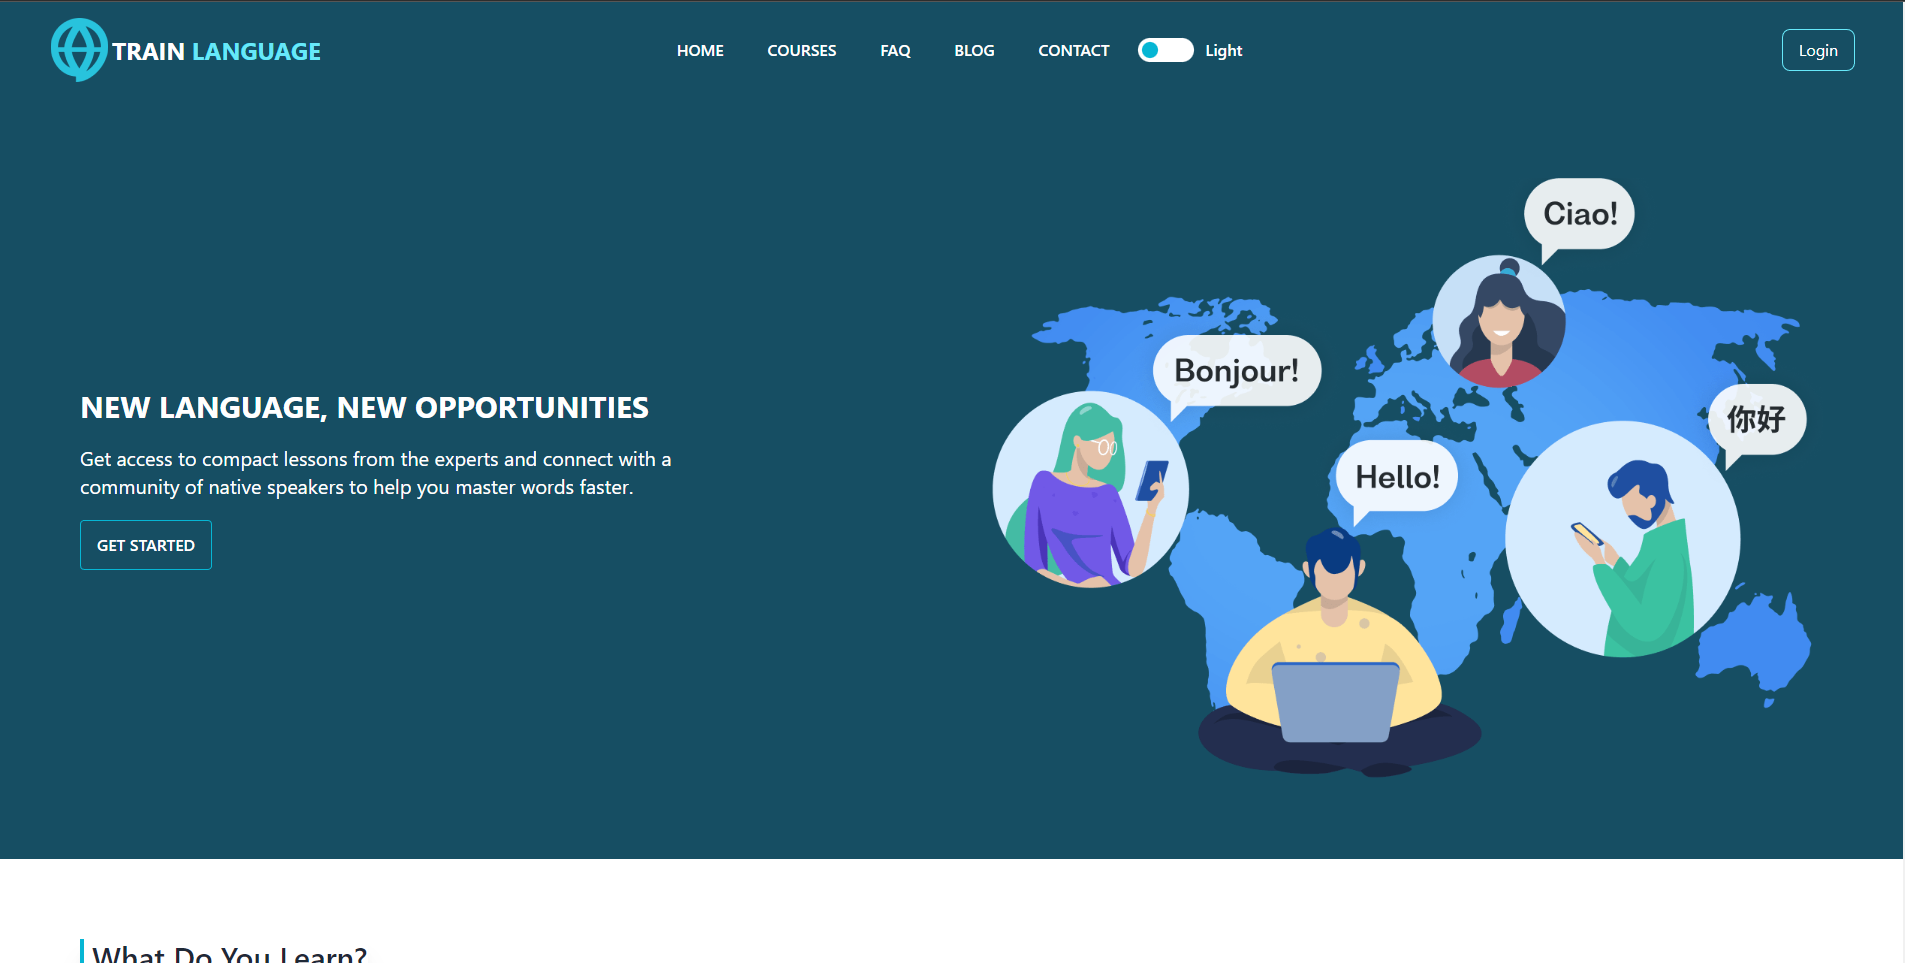 TRAIN LANGUAGE
HOME COURSES FAQ BLOG CONTACT Light
Login
Ciao!
Bonjour!
你好
Hello!
NEW LANGUAGE, NEW OPPORTUNITIES
Get access to compact lessons from the experts and connect with a
community of native speakers to help you master words faster.
GET STARTED
What Do You Learn?